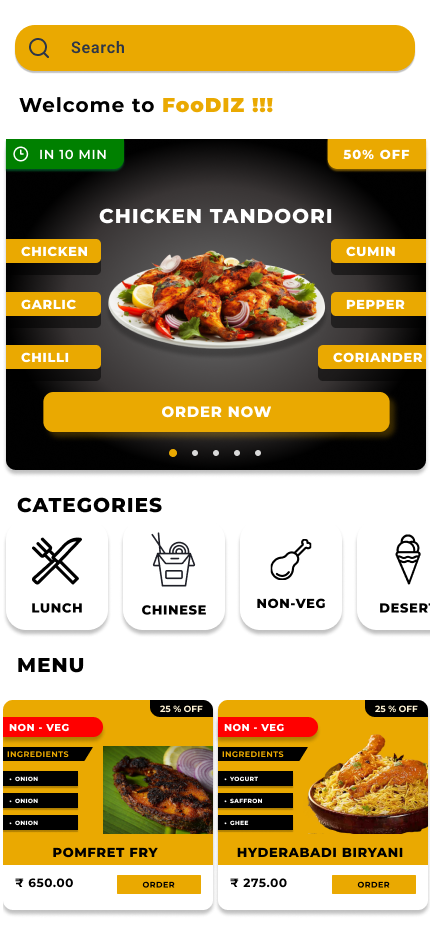 Search
Welcome to FooDIZ !!!
IN 10 MIN
50% OFF
CHICKEN TANDOORI
CHICKEN
CUMIN
GARLIC
PEPPER
CHILLI
CORIANDER
ORDER NOW
CATEGORIES
LUNCH
CHINESE
NON-VEG
DESERT
MENU
25 % OFF
NON - VEG
INGREDIENTS
• ONION
• ONION
• ONION
POMFRET FRY
₹ 650.00
ORDER
25 % OFF
NON - VEG
INGREDIENTS
• YOGURT
• SAFFRON
• GHEE
HYDERABADI BIRYANI
₹ 275.00
ORDER